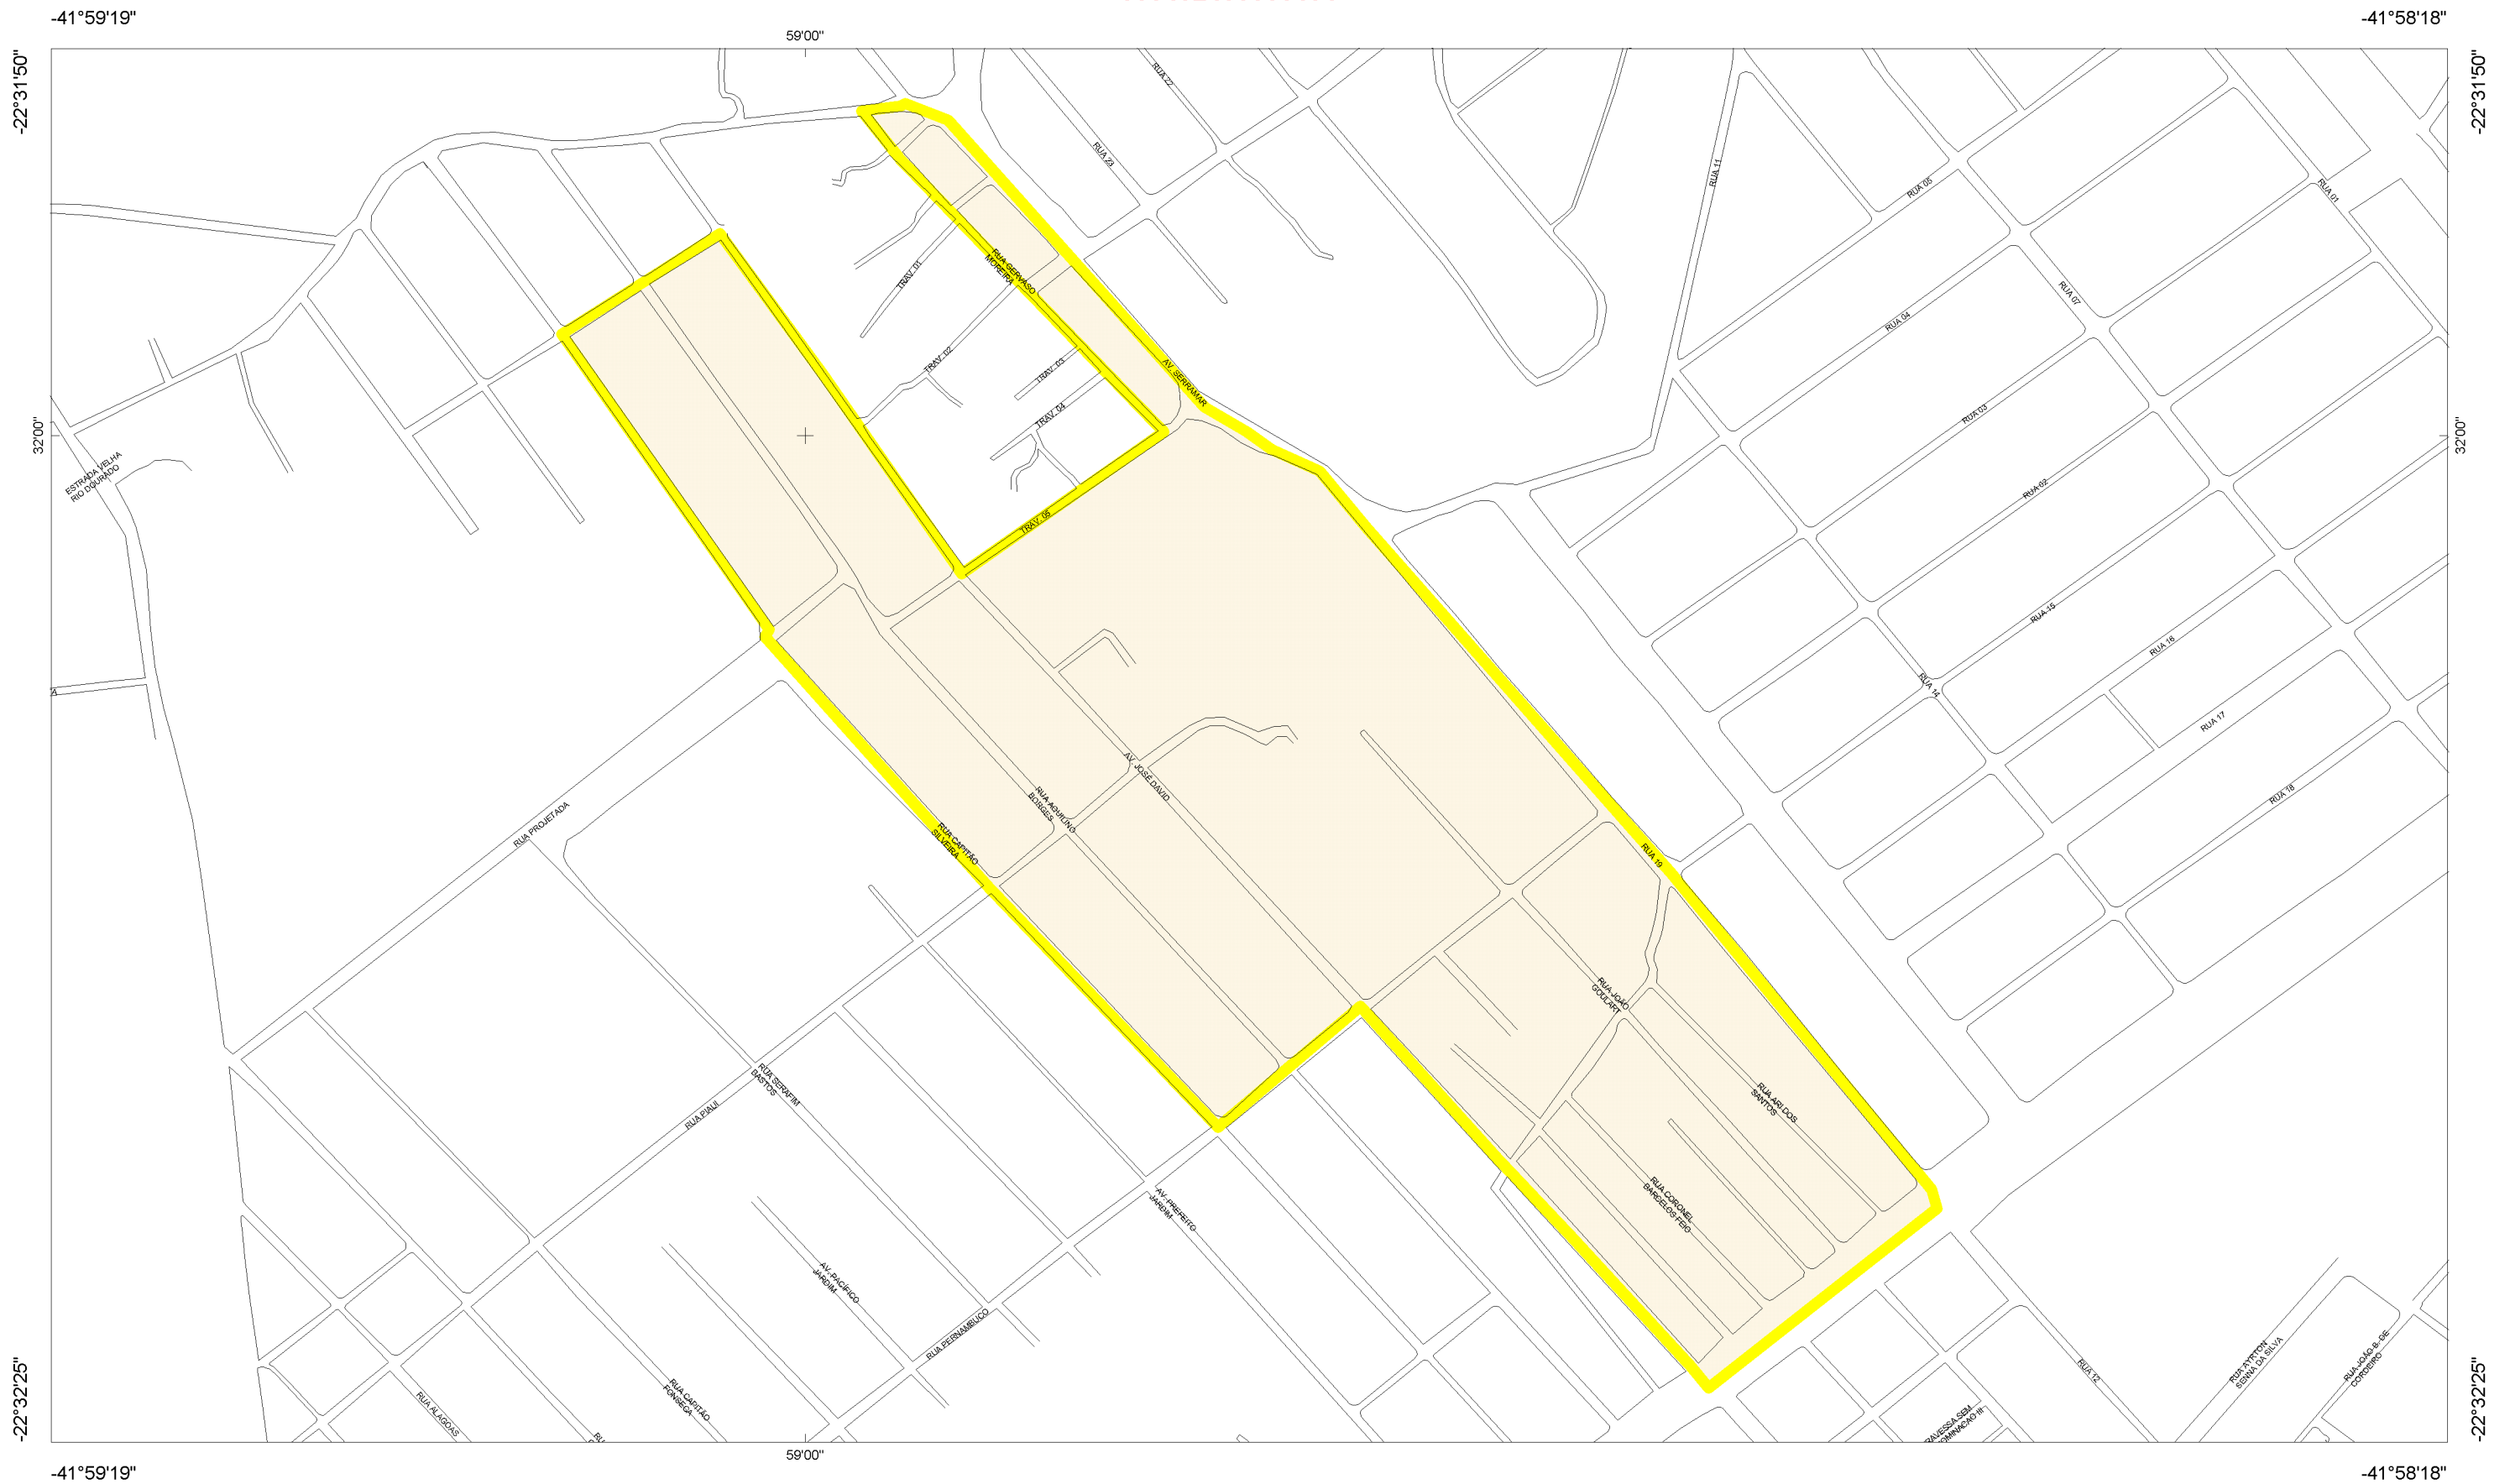 -41°59'19"
-41°58'18"
59'00"
-22°31'50"
-22°31'50"
RUA 22
RUA 23
RUA 11
RUA 05
RUA 01
TRAV. 01
RUA GERVASO
MOREIRA
RUA 07
RUA 04
TRAV. 02
TRAV. 03
AV. SERRAMAR
TRAV. 04
RUA 03
32'00"
32'00"
ESTRADA VELHA
RIO DOURADO
RUA 02
TRAV. 05
RUA 15
RUA 16
RUA 14
A
RUA 17
AV. JOSÉ DAVID
RUA 18
RUA AQUILINO
BORGES
RUA PROJETADA
RUA CAPITÃO
SILVEIRA
RUA 19
RUA JOÃO
GOULART
RUA SERAFIM
BASTOS
RUA PIAUI
RUA ARI DOS
SANTOS
RUA CORONEL
BARCELOS FEIO
AV. PREFEITO
JARDIM
AV. PACÍFICO
JARDIM
RUA PERNAMBUCO
RUA 12
RUA AYRTON
SENNA DA SILVA
RUA JOÃO B. DE
CORDEIRO
RUA CAPITÃO
FONSECA
RUA ALAGOAS
RU
-22°32'25"
-22°32'25"
59'00"
-41°59'19"
-41°58'18"